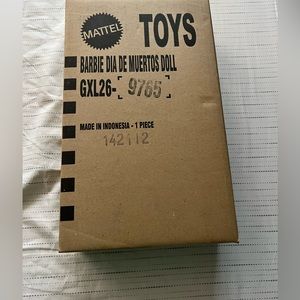 MATTEL
TOYS
BARBIE DIA DE MUERTOS DOLL
GXL26-[9765]
MADE IN INDONESIA - 1 PIECE
142112